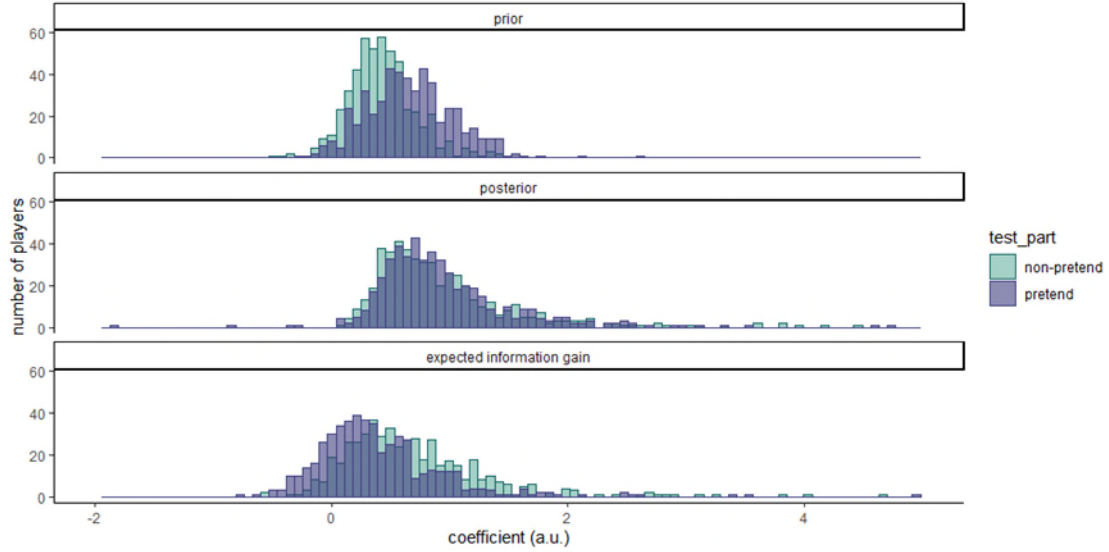 prior
60
40
20
0
posterior
60
40
20
0
expected information gain
60
40
20
0
number of players
-2
0
2
4
coefficient (a.u.)
test_part
non-pretend
pretend